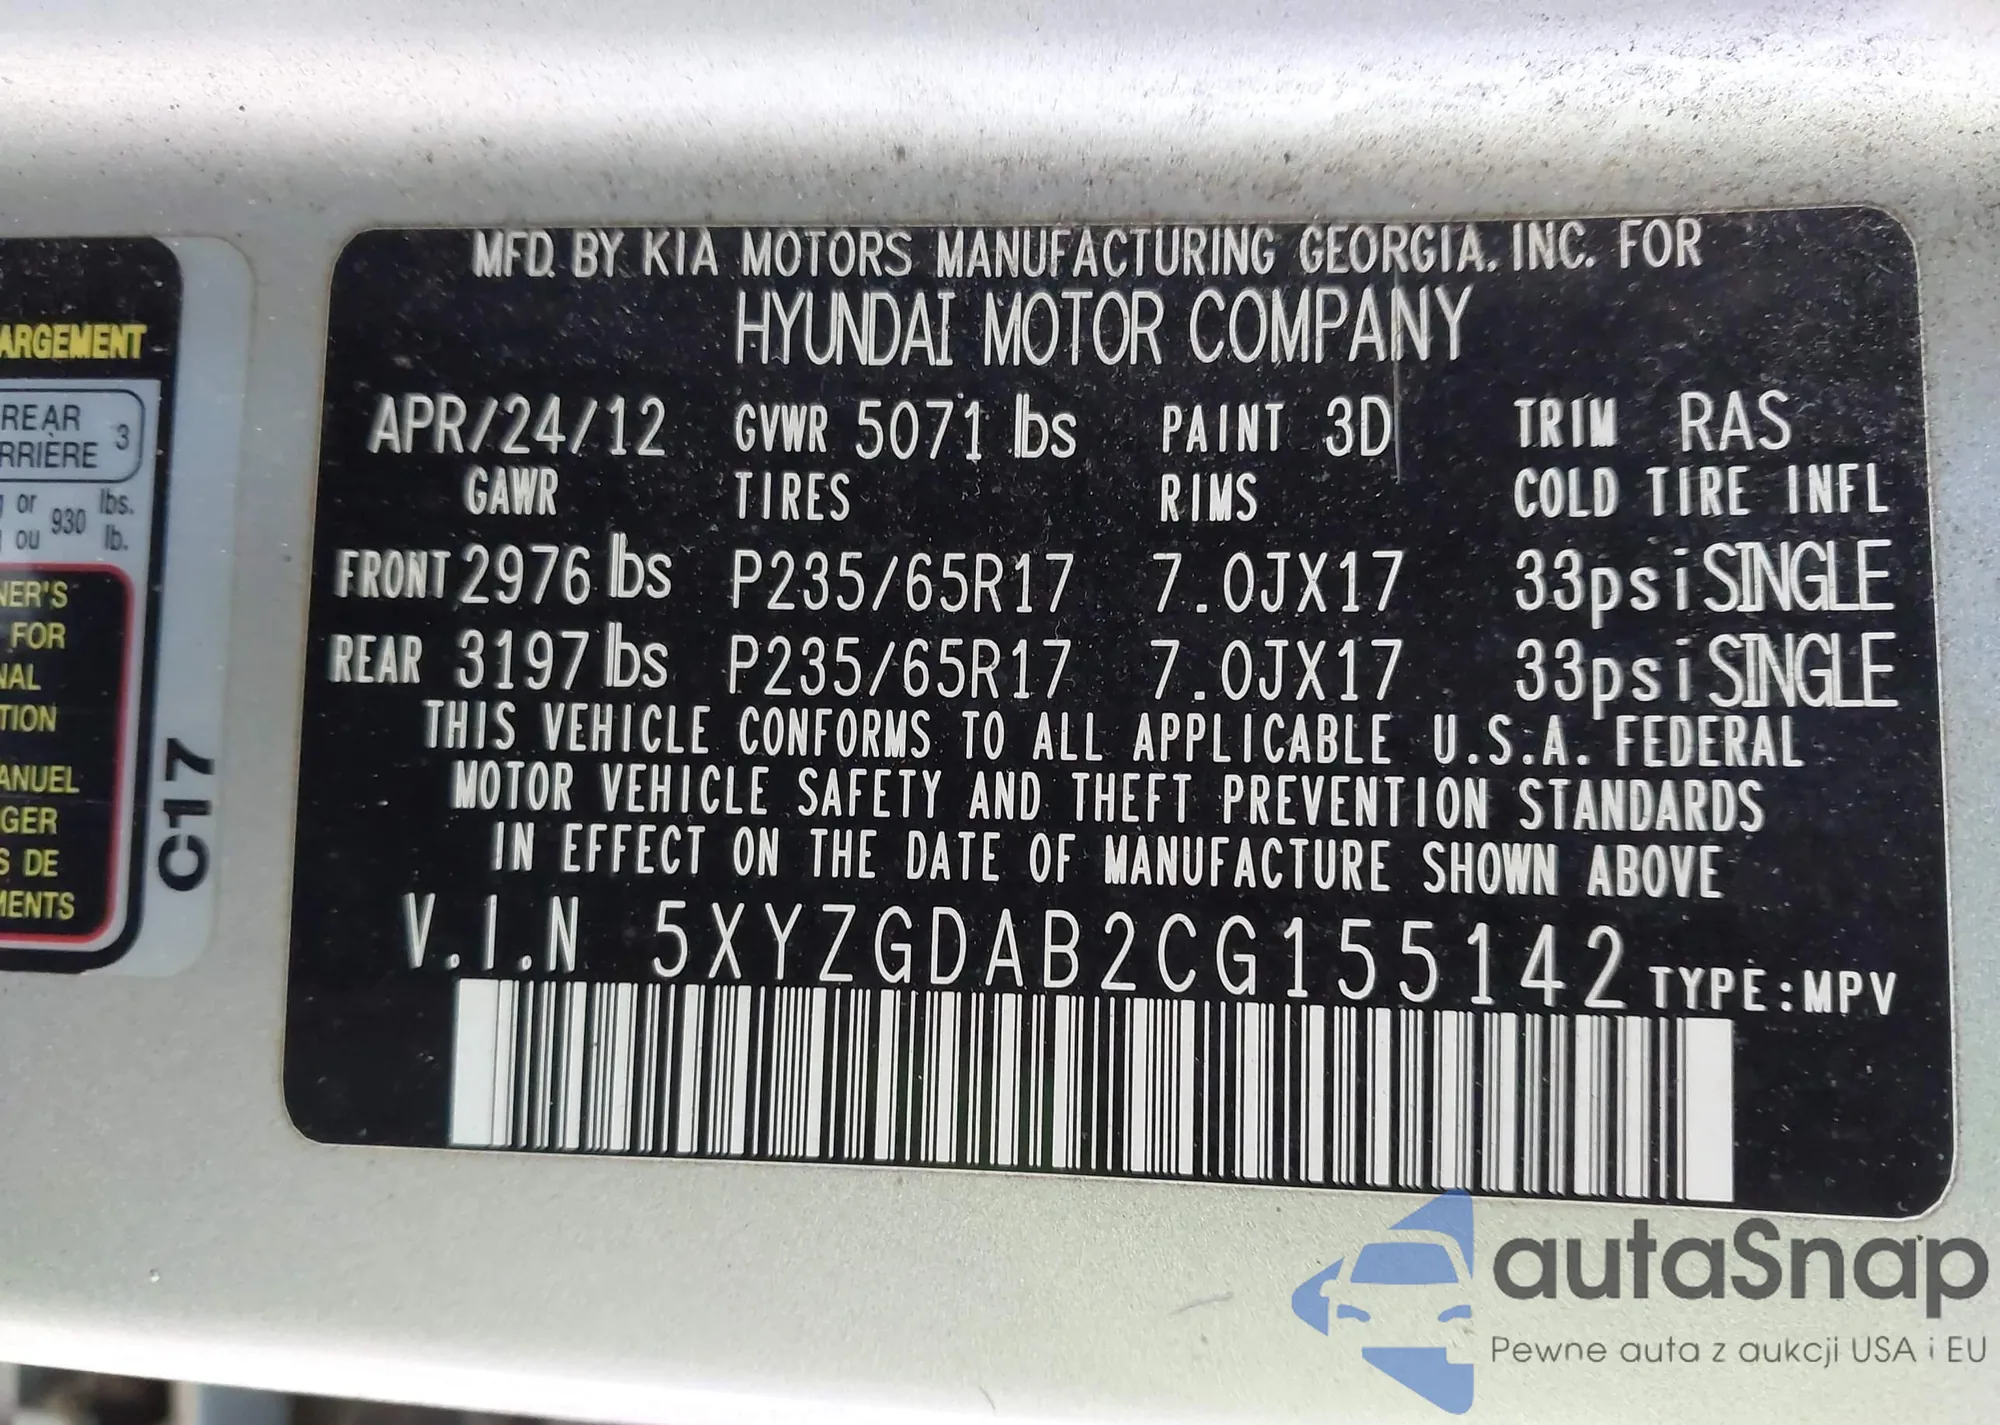 MFD. BY KIA MOTORS MANUFACTURING GEORGIA. INC. FOR
HYUNDAI MOTOR COMPANY
APR/24/12 GVWR 5071 lbs PAINT 3D TRIM RAS
GAWR TIRES RIMS COLD TIRE INFL
FRONT 2976 lbs P235/65R17 7.0JX17 33psi SINGLE
REAR 3197 lbs P235/65R17 7.0JX17 33psi SINGLE
THIS VEHICLE CONFORMS TO ALL APPLICABLE U.S.A. FEDERAL
MOTOR VEHICLE SAFETY AND THEFT PREVENTION STANDARDS
IN EFFECT ON THE DATE OF MANUFACTURE SHOWN ABOVE
V.I.N 5XYZGDAB2CG155142 TYPE:MPV
ARGEMENT
REAR 3
RRIÈRE
or 930 lbs.
ou lb.
NER'S
FOR
NAL
TION
ANUEL
GER
S DE
MENTS
C17
autaSnap
Pewne auta z aukcji USA i EU